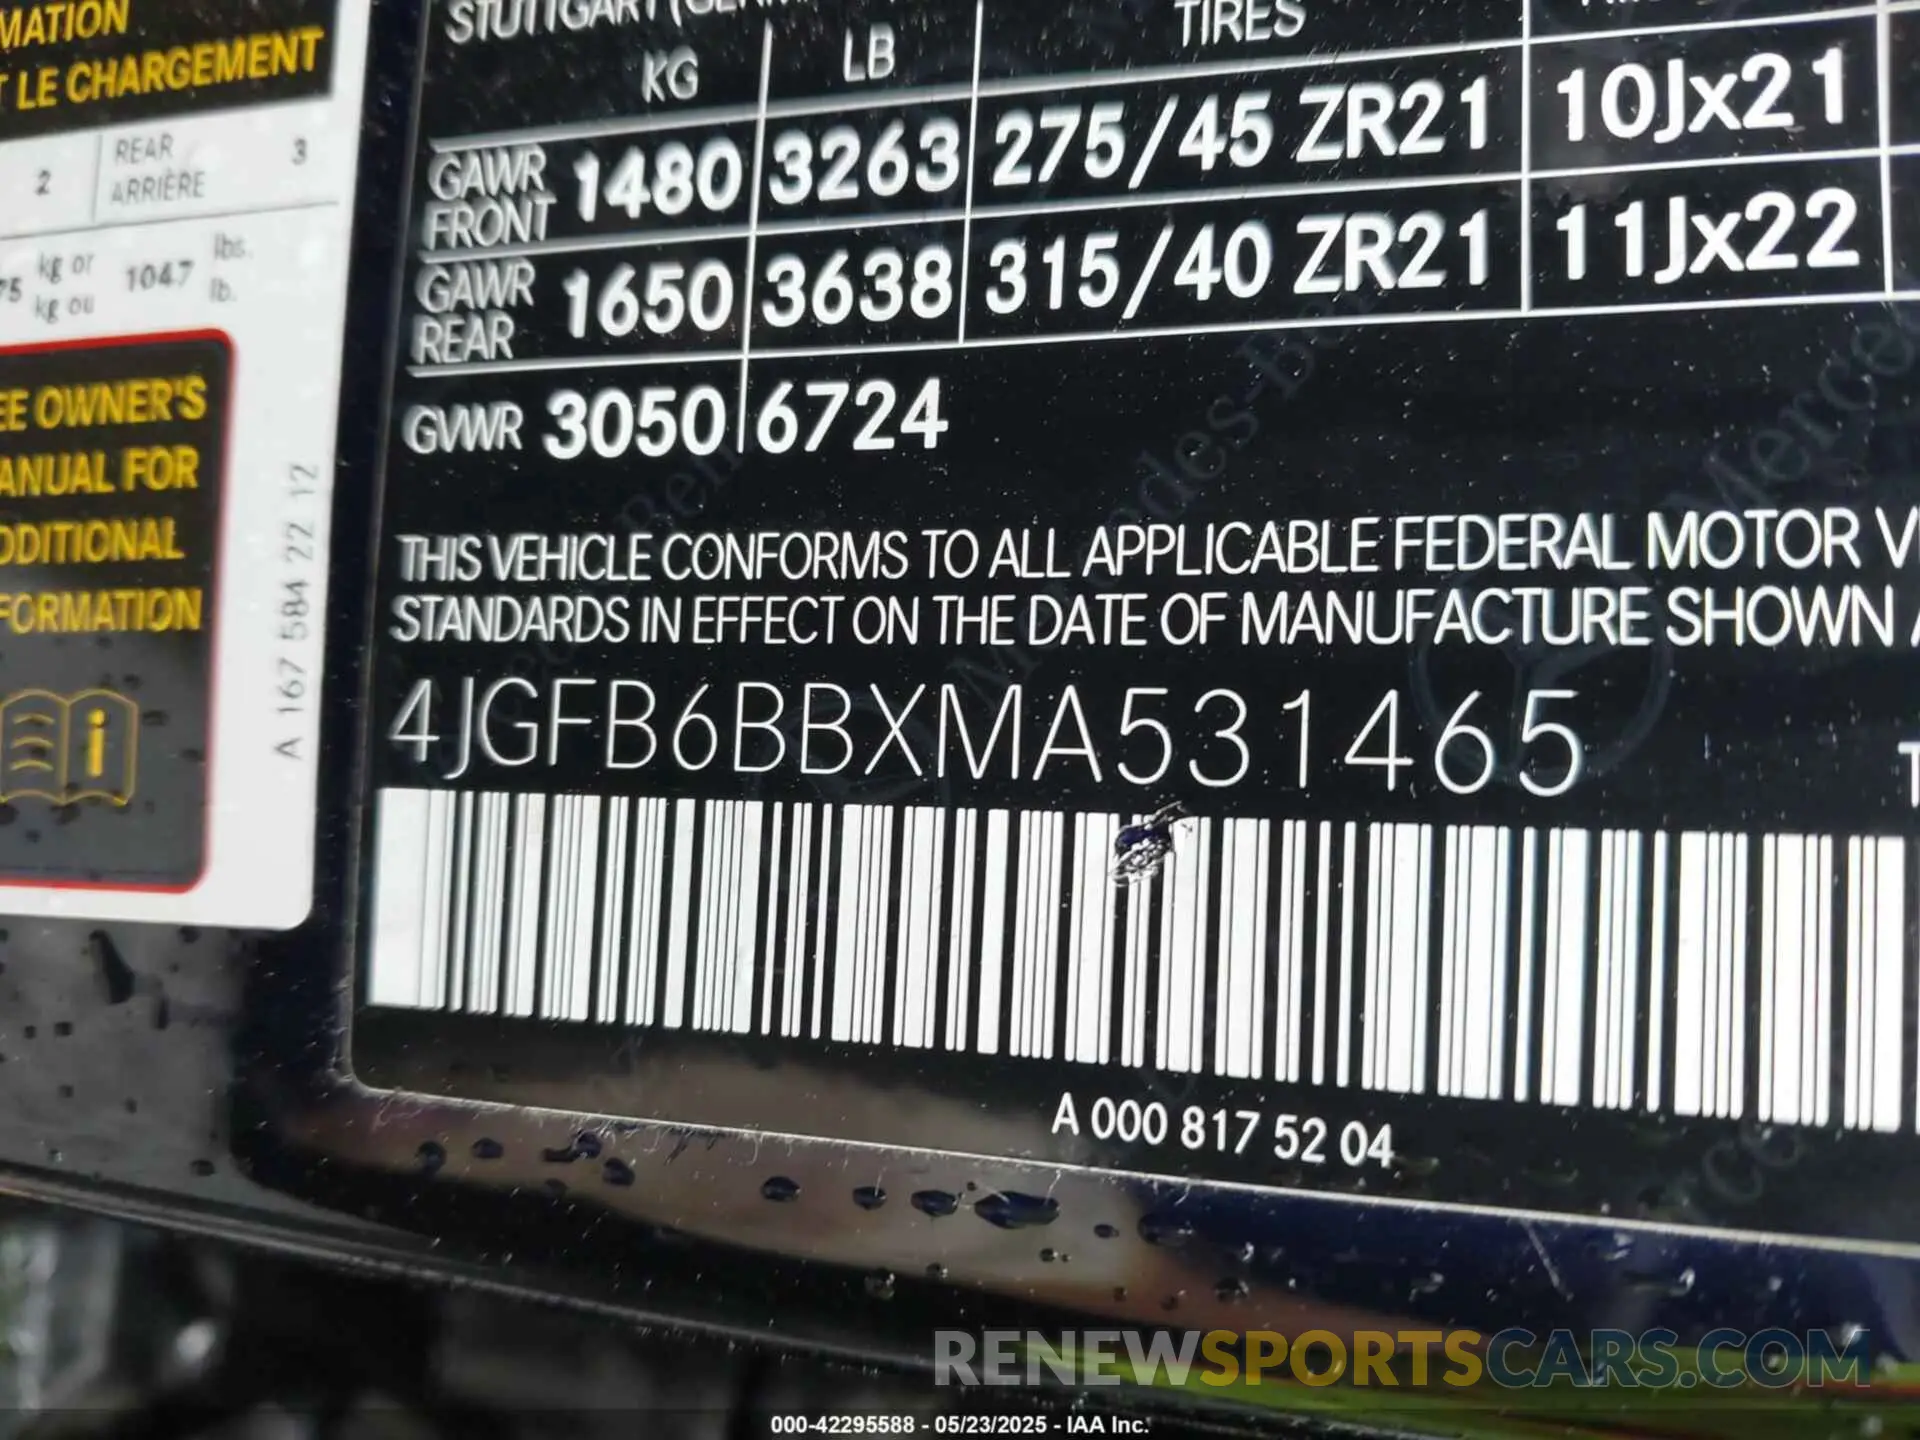 MATION
LE CHARGEMENT
2 REAR ARRIÈRE 3
75 kg or kg ou 1047 lbs. lb.
EE OWNER'S
ANUAL FOR
DDITIONAL
FORMATION
i
A 167 584 22 12
STUTTGART
KG LB TIRES
GAWR FRONT 1480 3263 275/45 ZR21 10Jx21
GAWR REAR 1650 3638 315/40 ZR21 11Jx22
GVWR 3050 6724
THIS VEHICLE CONFORMS TO ALL APPLICABLE FEDERAL MOTOR V
STANDARDS IN EFFECT ON THE DATE OF MANUFACTURE SHOWN A
4JGFB6BBXMA531465
T
A 000 817 52 04
RENEWSPORTSCARS.COM
000-42295588 - 05/23/2025 - IAA Inc.